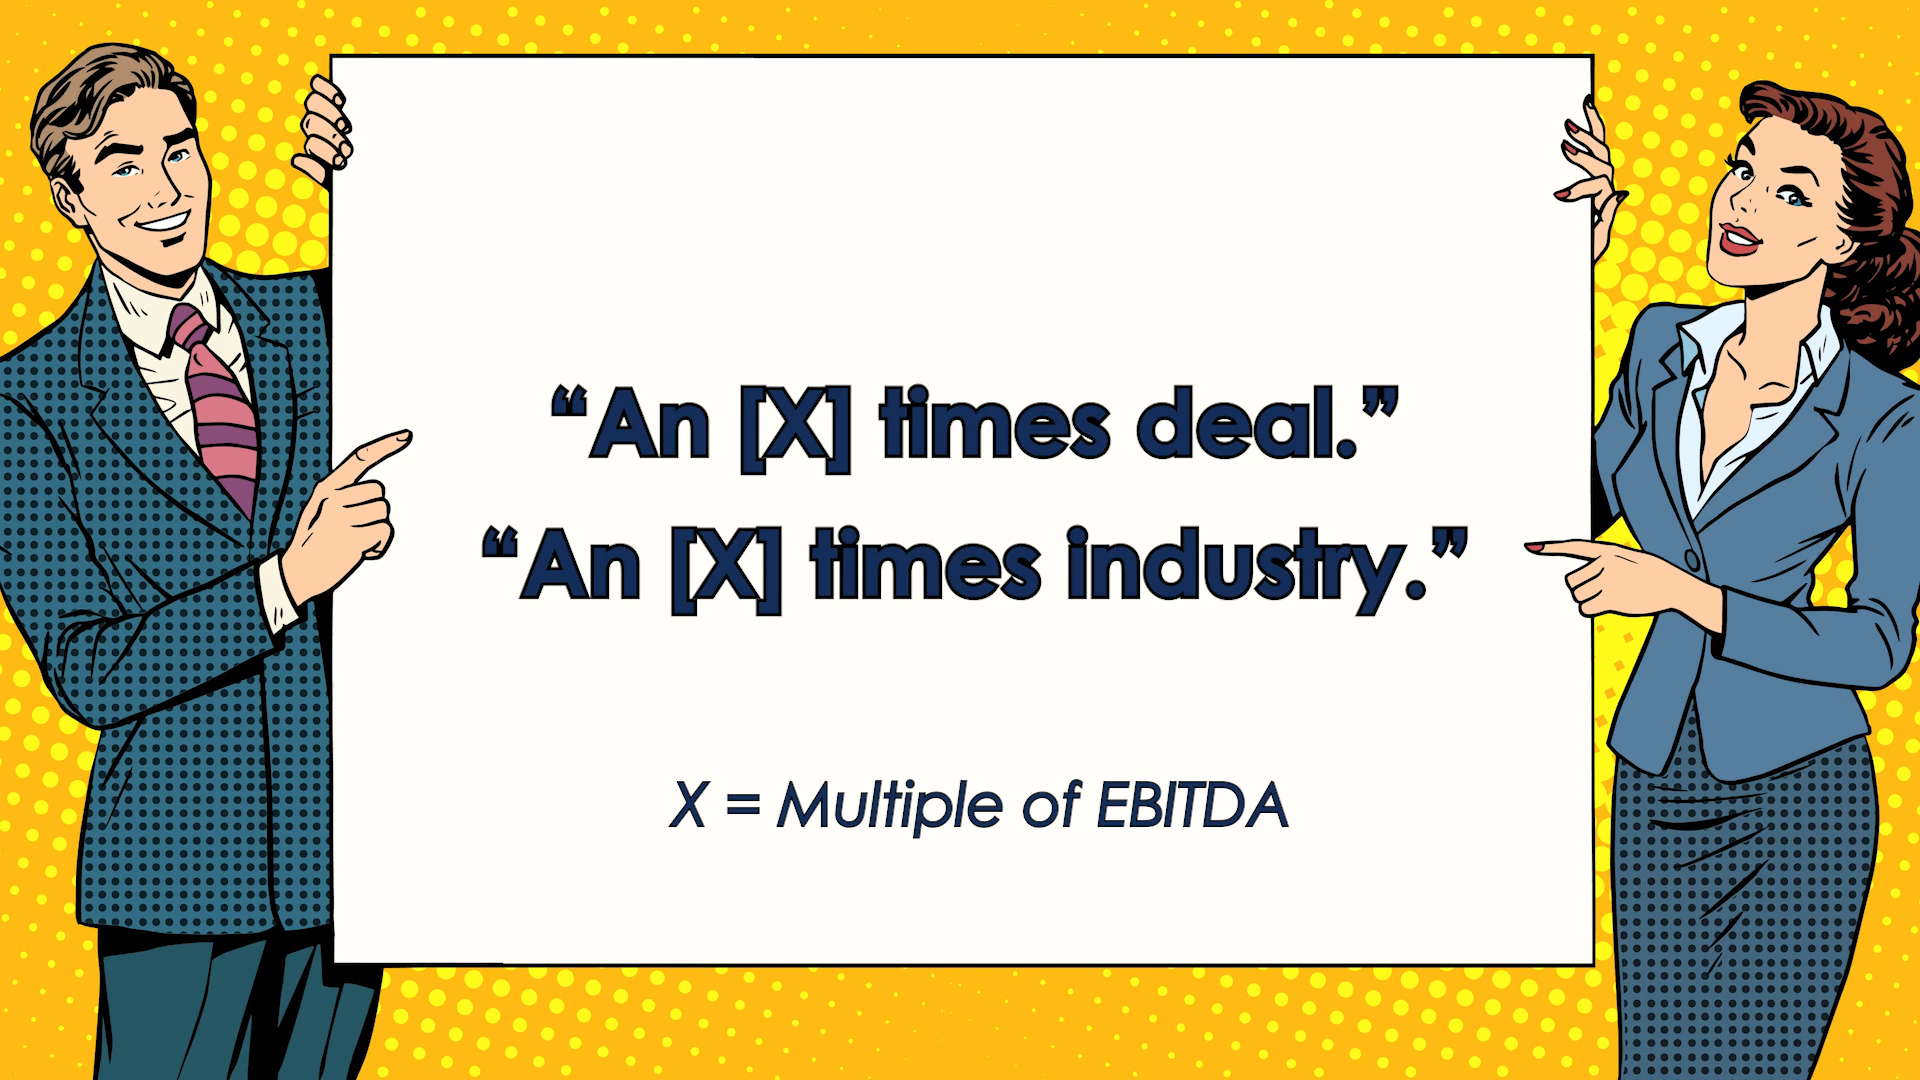 “An [X] times deal.”
“An [X] times industry.”
X = Multiple of EBITDA